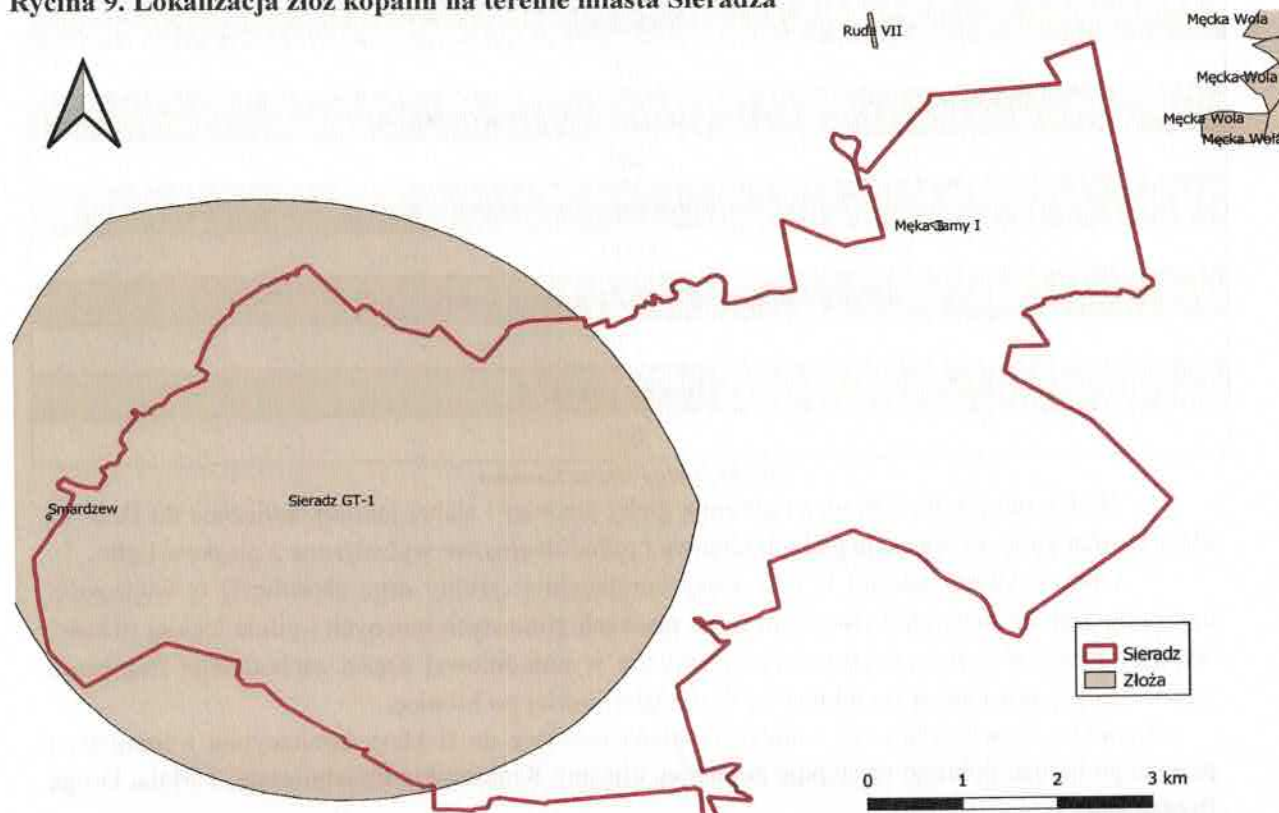 Rycina 9. Lokalizacja złóż kopalin na terenie miasta Sieradza
Męcka Wola
Ruda VII
Męcka Wola
Męcka Wola
Męcka Wola
Męka Jamy I
Sieradz GT-1
Smardzew
Sieradz
Złoża
0 1 2 3 km